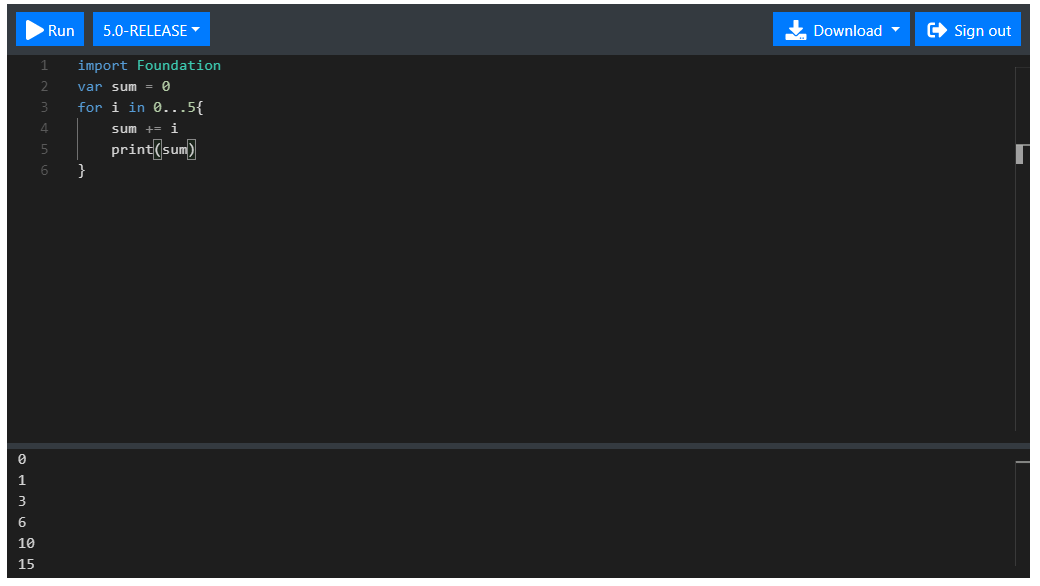 Run 5.0-RELEASE Download Sign out
1 import Foundation
2 var sum = 0
3 for i in 0...5{
4     sum += i
5     print(sum)
6 }
0
1
3
6
10
15